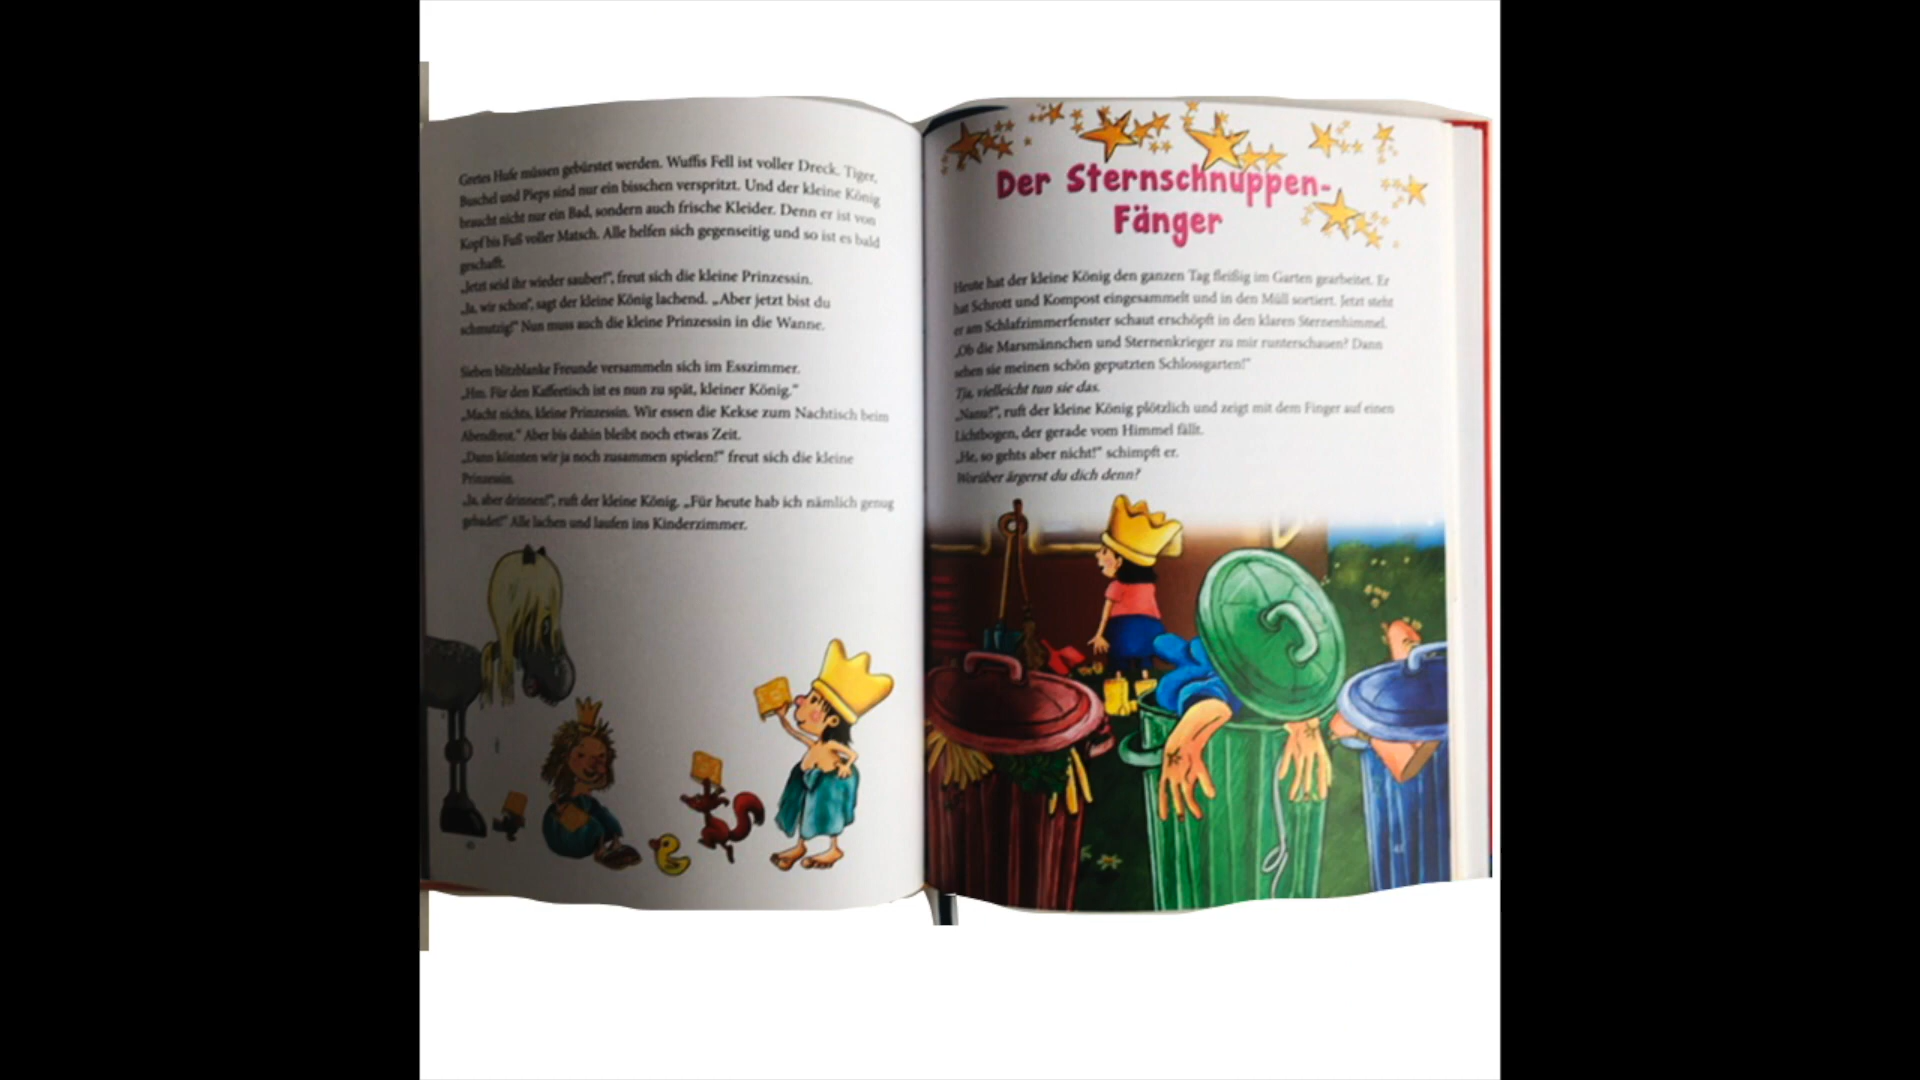 Gretes Hufe müssen gebürstet werden. Wuffis Fell ist voller Dreck. Tiger,
Buschel und Pieps sind nur ein bisschen verspritzt. Und der kleine König
braucht nicht nur ein Bad, sondern auch frische Kleider. Denn er ist von
Kopf bis Fuß voller Matsch. Alle helfen sich gegenseitig und so ist es bald
geschafft.
„Jetzt seid ihr wieder sauber!“, freut sich die kleine Prinzessin.
„Ja, wir schon“, sagt der kleine König lachend. „Aber jetzt bist du
schmutzig!“ Nun muss auch die kleine Prinzessin in die Wanne.
Sieben blitzblanke Freunde versammeln sich im Esszimmer.
„Hm. Für den Kaffeetisch ist es nun zu spät, kleiner König.“
„Macht nichts, kleine Prinzessin. Wir essen die Kekse zum Nachtisch beim
Abendbrot.“ Aber bis dahin bleibt noch etwas Zeit.
„Dann könnten wir ja noch zusammen spielen!“ freut sich die kleine
Prinzessin.
„Ja, aber drinnen!“, ruft der kleine König. „Für heute hab ich nämlich genug
gebadet!“ Alle lachen und laufen ins Kinderzimmer.
Der Sternschnuppen-
Fänger
Heute hat der kleine König den ganzen Tag fleißig im Garten gearbeitet. Er
hat Schrott und Kompost eingesammelt und in den Müll sortiert. Jetzt steht
er am Schlafzimmerfenster schaut erschöpft in den klaren Sternenhimmel.
„Ob die Marsmännchen und Sternenkrieger zu mir runterschauen? Dann
sehen sie meinen schön geputzten Schlossgarten!“
Tja, vielleicht tun sie das.
„Nanu?“, ruft der kleine König plötzlich und zeigt mit dem Finger auf einen
Lichtbogen, der gerade vom Himmel fällt.
„He, so gehts aber nicht!“ schimpft er.
Worüber ärgerst du dich denn?